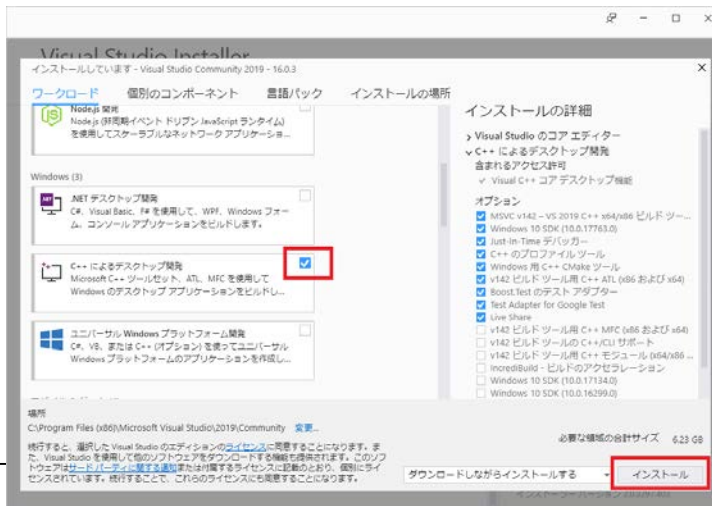 Visual Studio Installer
インストールしています - Visual Studio Community 2019 - 16.0.3
ワークロード 個別のコンポーネント 言語パック インストールの場所
Node.js 開発
Node.js (非同期イベント ドリブン JavaScript ランタイム)
を使用してスケーラブルなネットワーク アプリケーショ...
Windows (3)
.NET デスクトップ開発
C#、Visual Basic、F# を使用して、WPF、Windows フォー
ム、コンソール アプリケーションをビルドします。
C++ によるデスクトップ開発
Microsoft C++ ツールセット、ATL、MFC を使用して
Windows のデスクトップ アプリケーションをビルドし...
ユニバーサル Windows プラットフォーム開発
C#、VB、または C++ (オプション) を使ってユニバーサル
Windows プラットフォームのアプリケーションを作成し...
インストールの詳細
Visual Studio のコア エディター
C++ によるデスクトップ開発
含まれるアクセス許可
Visual C++ コア デスクトップ機能
オプション
MSVC v142 – VS 2019 C++ x64/x86 ビルド ツー...
Windows 10 SDK (10.0.17763.0)
Just-In-Time デバッガー
C++ のプロファイル ツール
Windows 用 C++ CMake ツール
v142 ビルド ツール用 C++ ATL (x86 および x64)
Boost.Test のテスト アダプター
Test Adapter for Google Test
Live Share
v142 ビルド ツール用 C++ MFC (x86 および x64)
v142 ビルド ツールの C++/CLI サポート
v142 ビルド ツール用 C++ モジュール (x64/x86 ...
IncrediBuild - ビルドのアクセラレーション
Windows 10 SDK (10.0.17134.0)
Windows 10 SDK (10.0.16299.0)
場所
C:\Program Files (x86)\Microsoft Visual Studio\2019\Community 変更...
続行すると、選択した Visual Studio のエディションのライセンスに同意することになります。ま
た、Visual Studio を使用して他のソフトウェアをダウンロードする機能も提供されます。このソフ
トウェアはサード パーティに関する通知または付属するライセンスに記載のとおり、個別にライ
センスされています。続行することで、これらのライセンスにも同意することになります。
必要な領域の合計サイズ 6.23 GB
ダウンロードしながらインストールする インストール
インストーラー バージョン